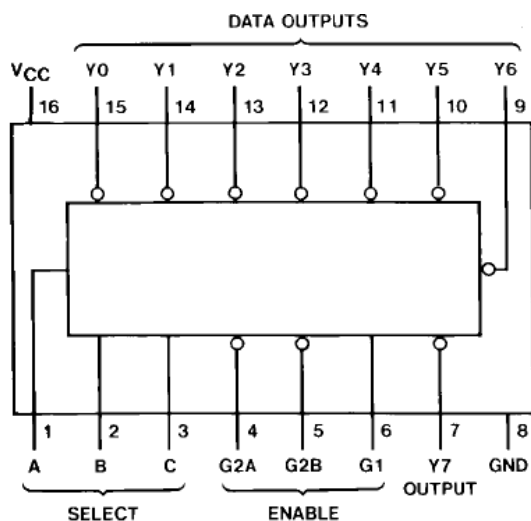 DATA OUTPUTS
VCC Y0 Y1 Y2 Y3 Y4 Y5 Y6
16 15 14 13 12 11 10 9
1 2 3 4 5 6 7 8
A B C G2A G2B G1 Y7 GND
OUTPUT
SELECT ENABLE